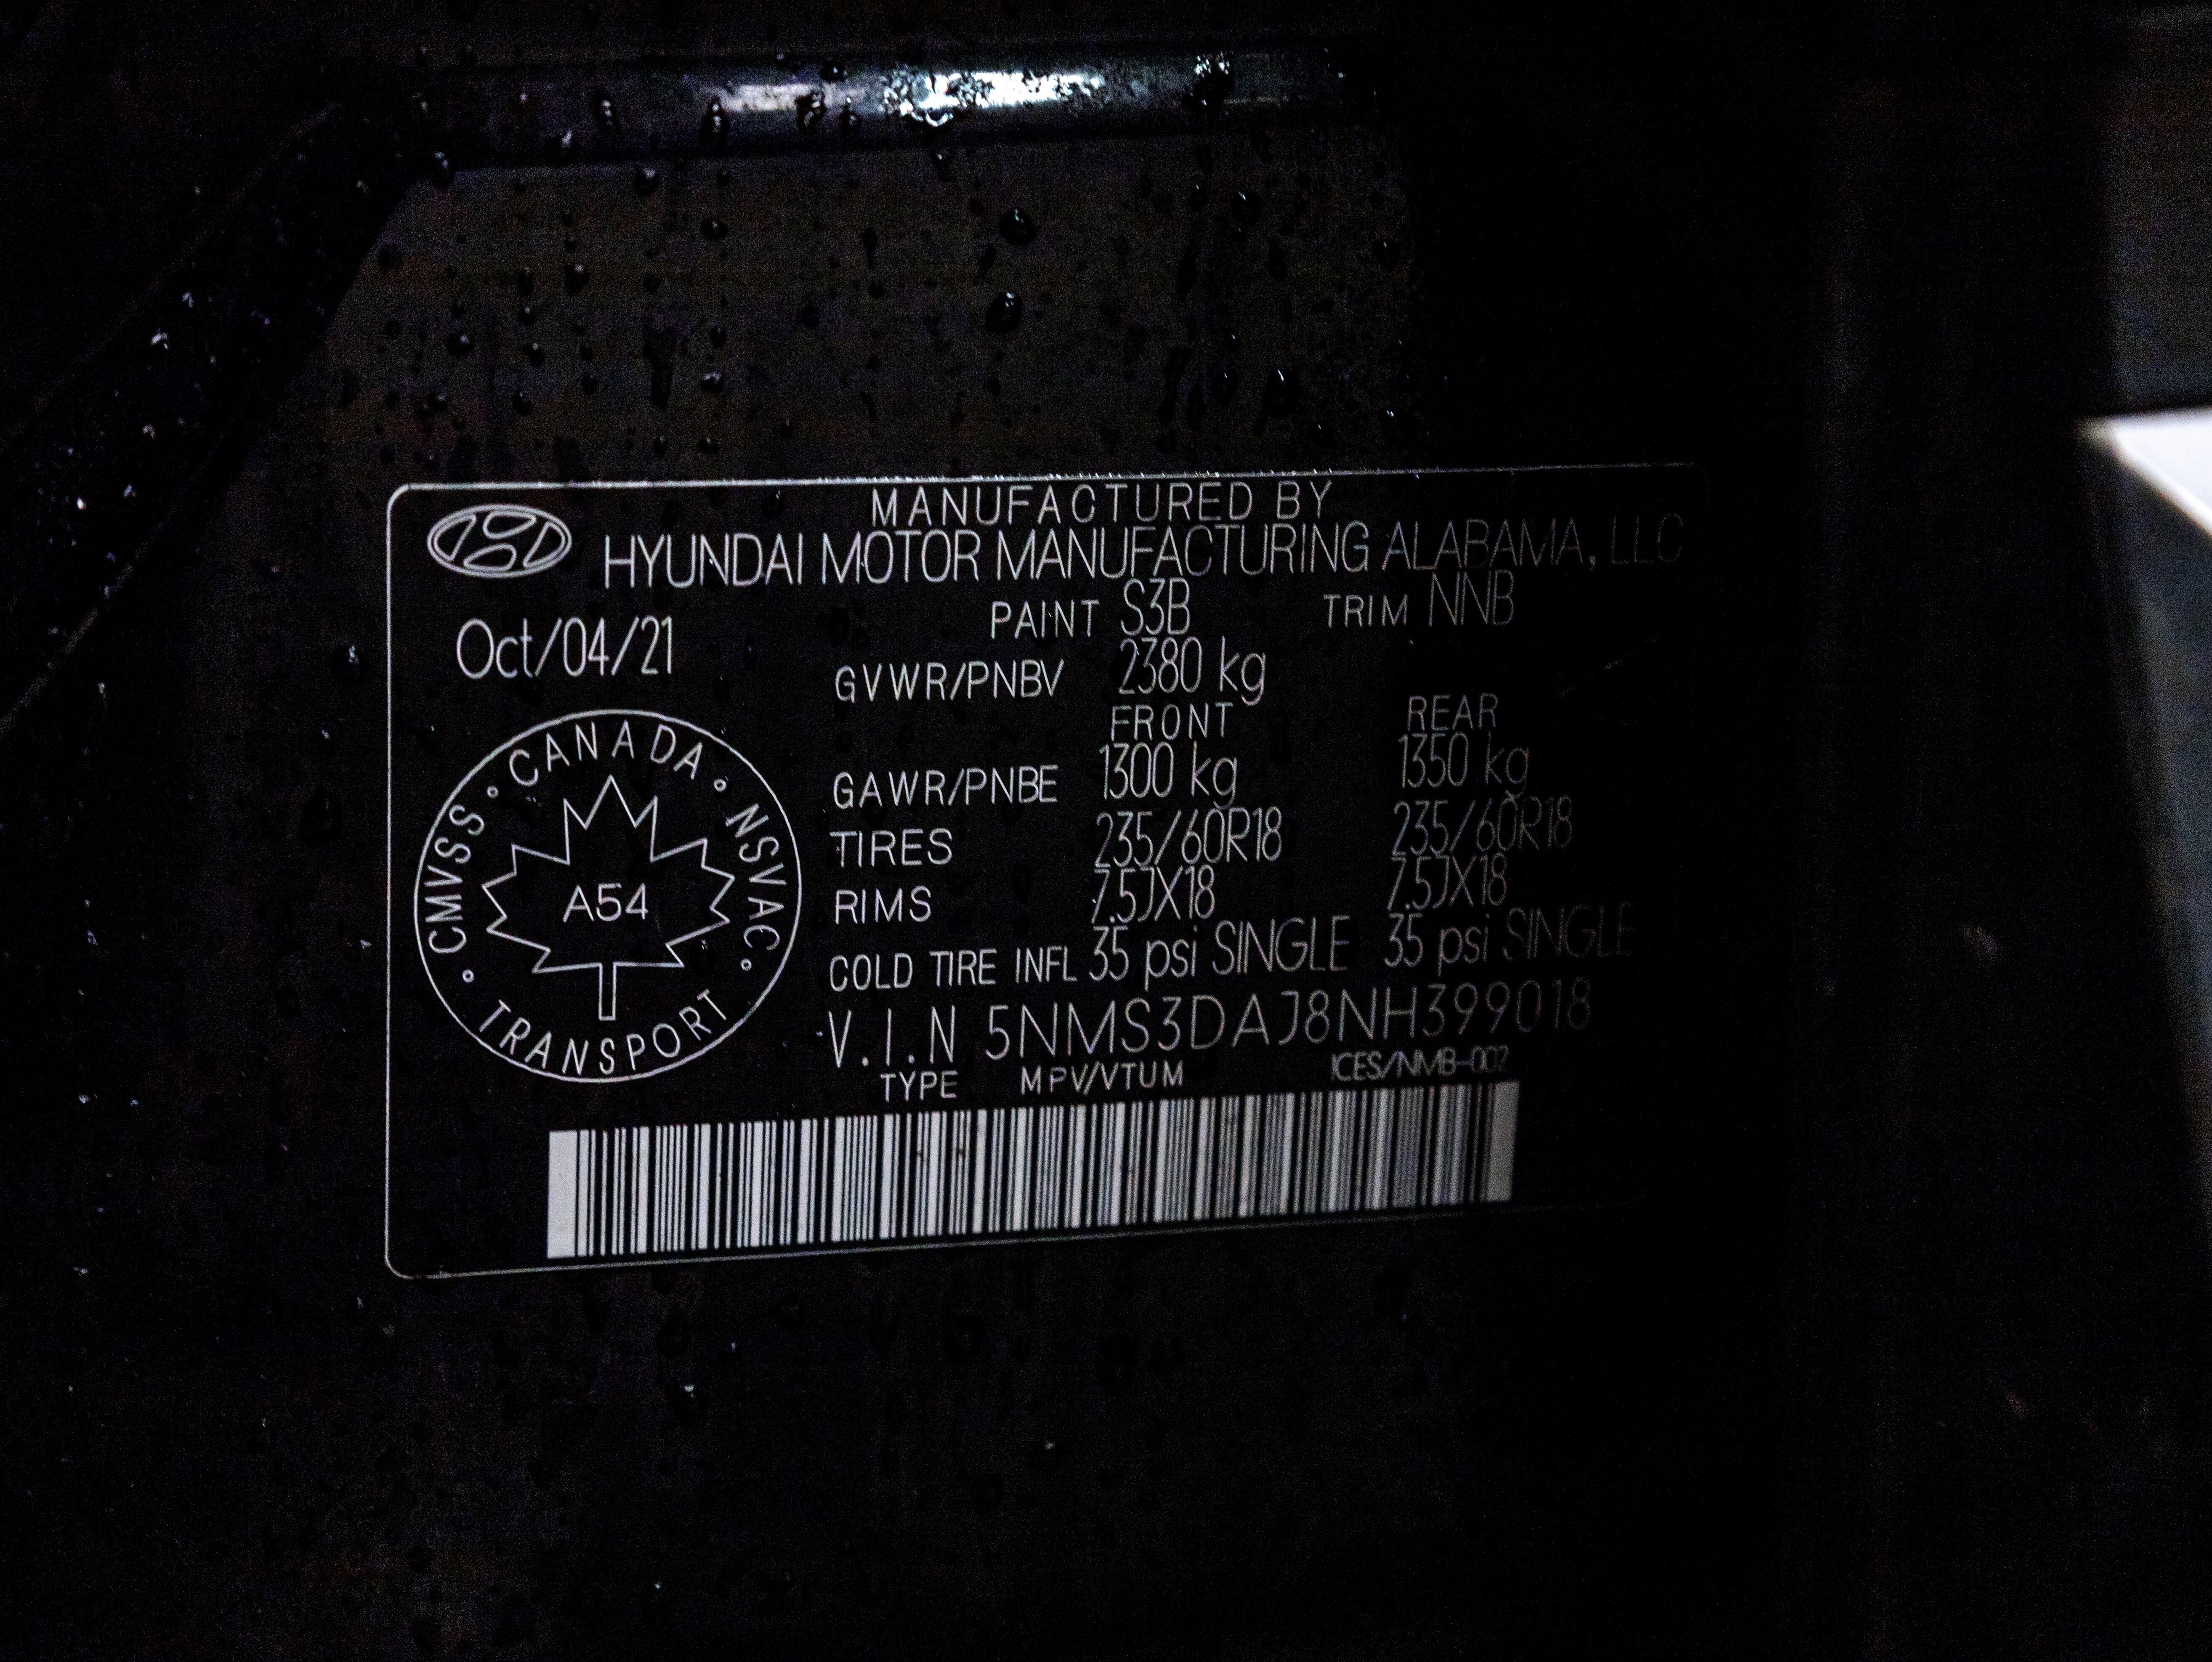 MANUFACTURED BY
HYUNDAI MOTOR MANUFACTURING ALABAMA, LLC
PAINT S3B TRIM NNB
Oct/04/21
GVWR/PNBV 2380 kg
FRONT REAR
GAWR/PNBE 1300 kg 1350 kg
TIRES 235/60R18 235/60R18
RIMS 7.5JX18 7.5JX18
COLD TIRE INFL 35 psi SINGLE 35 psi SINGLE
V.I.N 5NMS3DAJ8NH399018
TYPE MPV/VTUM ICES/NMB-002
CMVSS • CANADA • NSVAC •
A54
• TRANSPORT